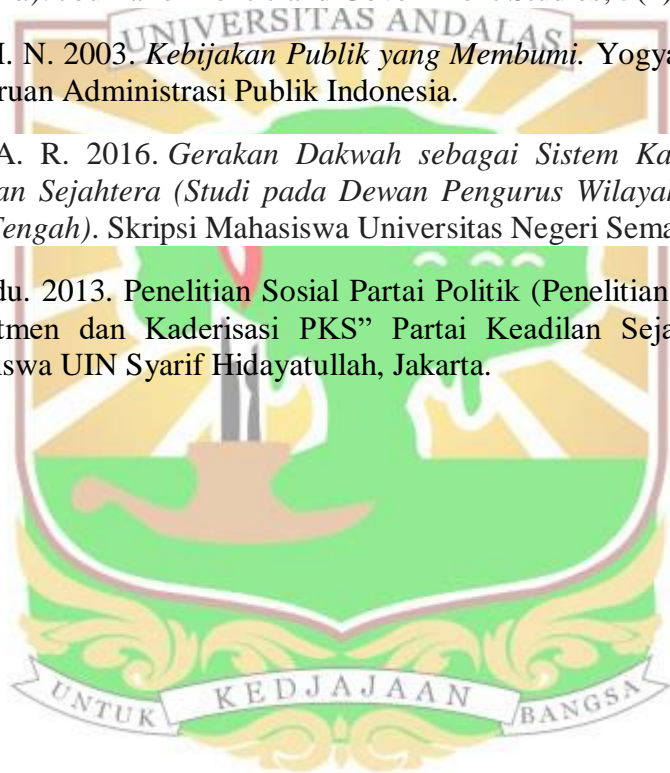 UNIVERSITAS ANDALAS
I. N. 2003. Kebijakan Publik yang Membumi. Yogya
ruan Administrasi Publik Indonesia.
A. R. 2016. Gerakan Dakwah sebagai Sistem Ka
an Sejahtera (Studi pada Dewan Pengurus Wilayah
Tengah). Skripsi Mahasiswa Universitas Negeri Sema
du. 2013. Penelitian Sosial Partai Politik (Penelitian
tmen dan Kaderisasi PKS” Partai Keadilan Seja
iswa UIN Syarif Hidayatullah, Jakarta.
UNTUK KEDJAJAAN BANGSA